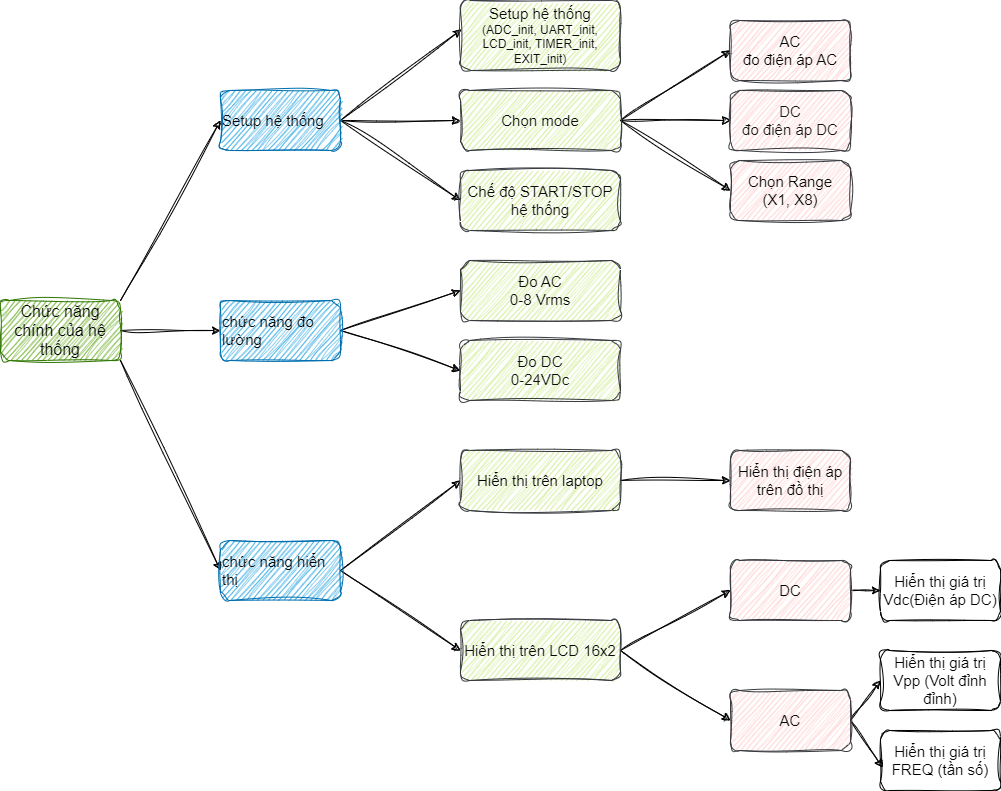 Chức năng
chính của hệ
thống
Setup hệ thống
Setup hệ thống
(ADC_init, UART_init,
LCD_init, TIMER_init,
EXIT_init)
Chọn mode
AC
đo điện áp AC
DC
đo điện áp DC
Chọn Range
(X1, X8)
Chế độ START/STOP
hệ thống
chức năng đo
lường
Đo AC
0-8 Vrms
Đo DC
0-24VDc
chức năng hiển
thị
Hiển thị trên laptop
Hiển thị điện áp
trên đồ thị
Hiển thị trên LCD 16x2
DC
Hiển thị giá trị
Vdc(Điện áp DC)
AC
Hiển thị giá trị
Vpp (Volt đỉnh
đỉnh)
Hiển thị giá trị
FREQ (tần số)